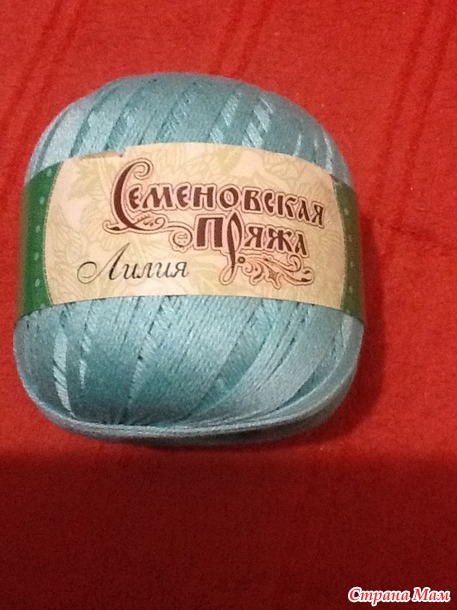 Семеновская
Пряжа
Лилия
Страна Мам